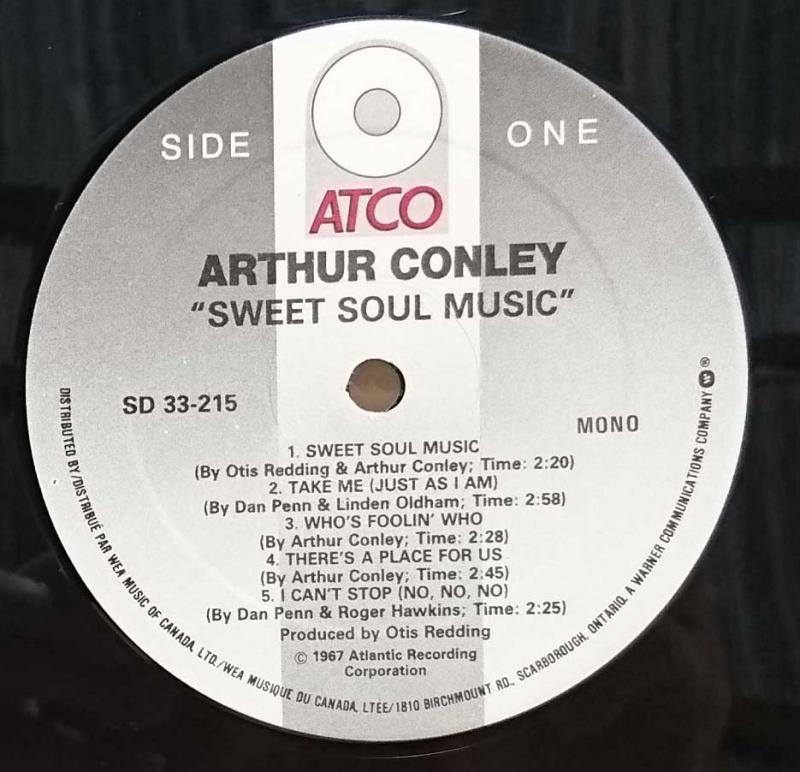 SIDE ONE
ATCO
ARTHUR CONLEY
"SWEET SOUL MUSIC"
SD 33-215
MONO
1. SWEET SOUL MUSIC
(By Otis Redding & Arthur Conley; Time: 2:20)
2. TAKE ME (JUST AS I AM)
(By Dan Penn & Linden Oldham; Time: 2:58)
3. WHO'S FOOLIN' WHO
(By Arthur Conley; Time: 2:28)
4. THERE'S A PLACE FOR US
(By Arthur Conley; Time: 2:45)
5. I CAN'T STOP (NO, NO, NO)
(By Dan Penn & Roger Hawkins; Time: 2:25)
Produced by Otis Redding
© 1967 Atlantic Recording
Corporation
DISTRIBUTED BY/DISTRIBUÉ PAR WEA MUSIC OF CANADA, LTD./WEA MUSIQUE DU CANADA, LTÉE/1810 BIRCHMOUNT RD., SCARBOROUGH, ONTARIO. A WARNER COMMUNICATIONS COMPANY W ®